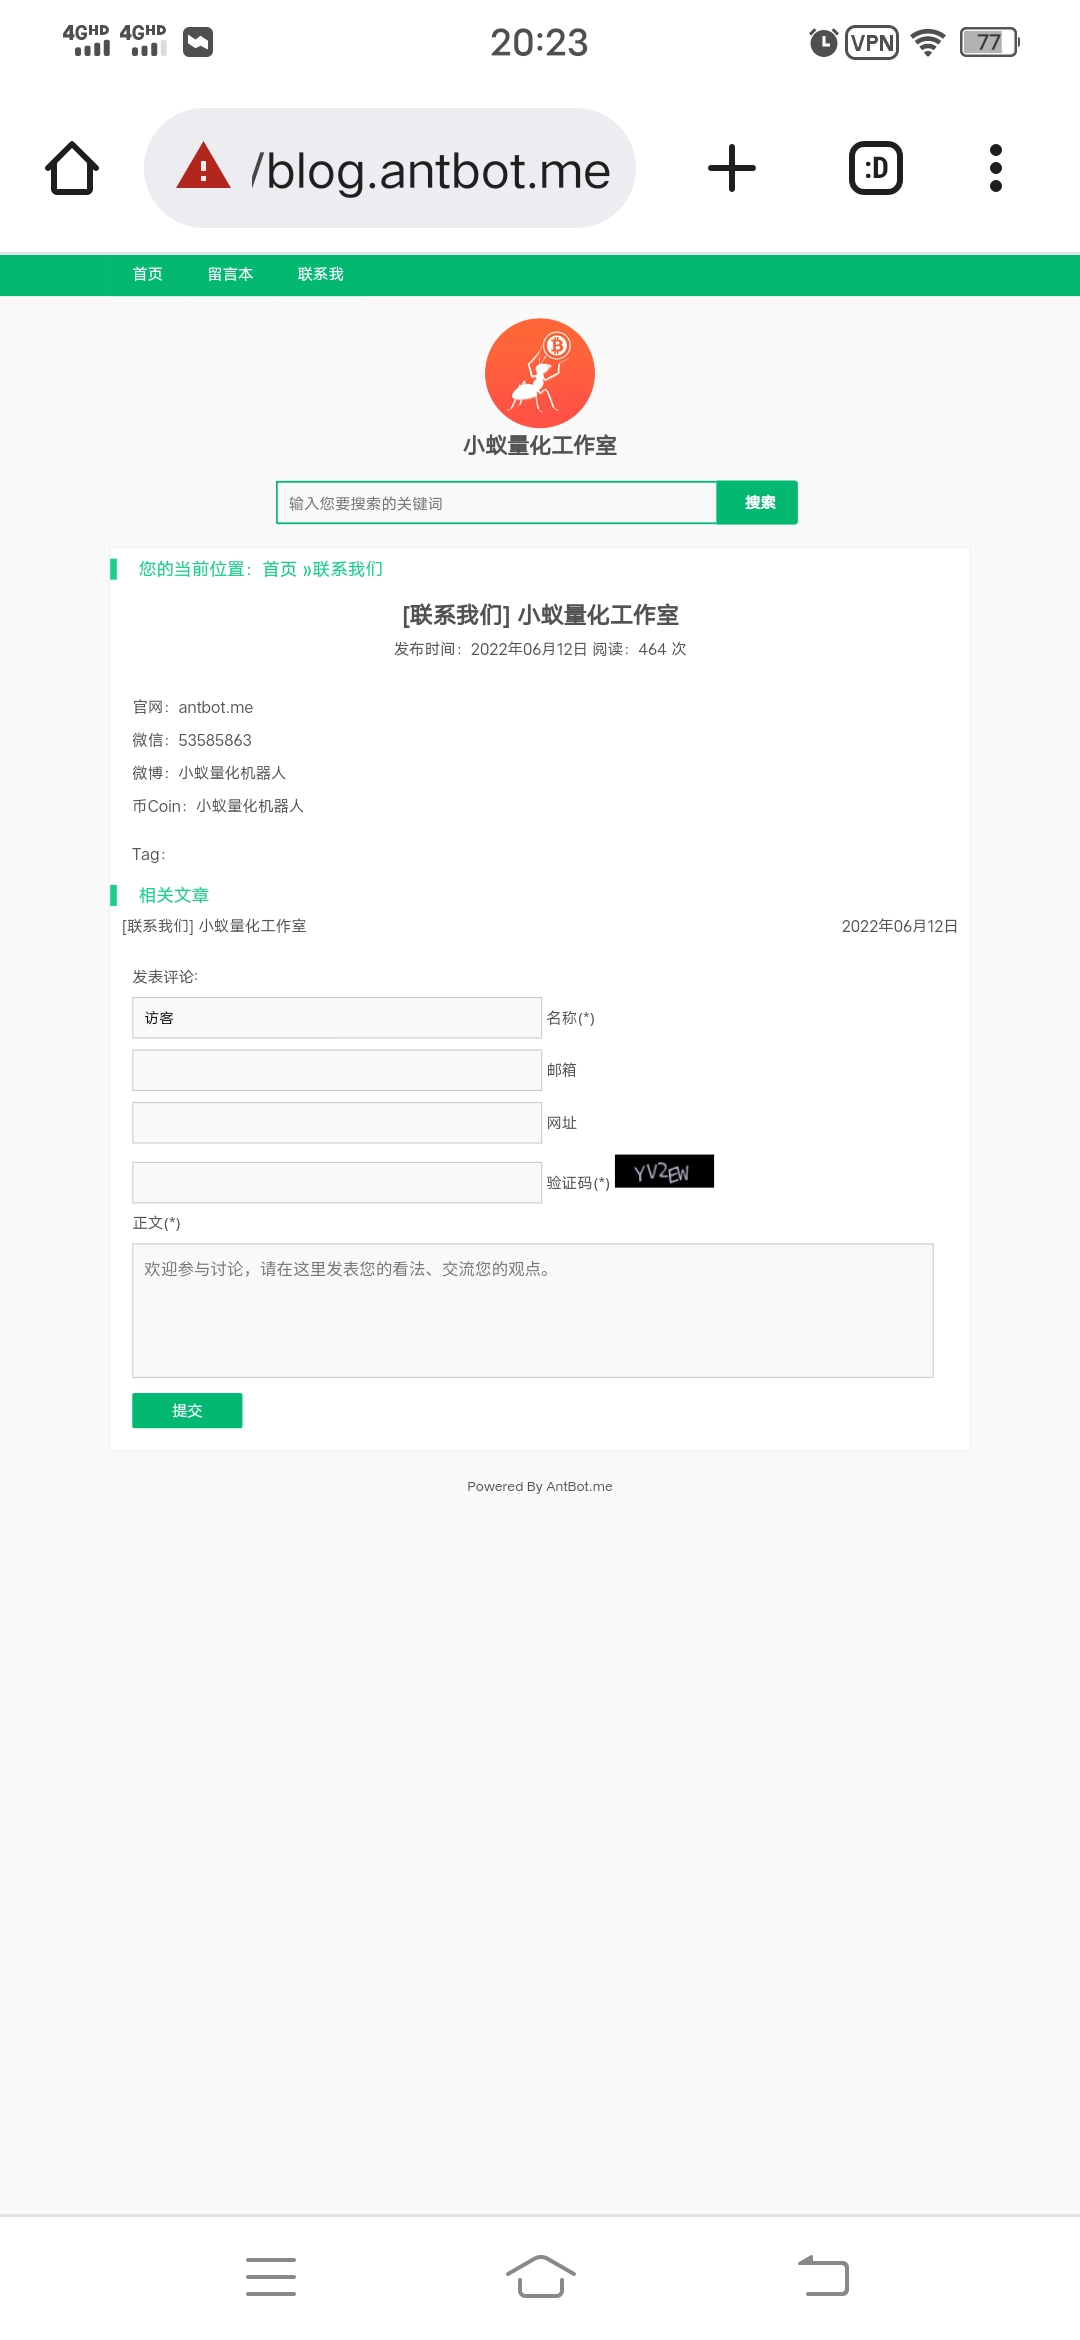 4GHD 4GHD 20:23 VPN 77
/blog.antbot.me :D
首页 留言本 联系我
小蚁量化工作室
输入您要搜索的关键词 搜索
您的当前位置：首页 »联系我们
[联系我们] 小蚁量化工作室
发布时间：2022年06月12日 阅读：464 次
官网：antbot.me
微信：53585863
微博：小蚁量化机器人
币Coin：小蚁量化机器人
Tag：
相关文章
[联系我们] 小蚁量化工作室 2022年06月12日
发表评论:
访客 名称(*)
邮箱
网址
验证码(*) YV2EW
正文(*)
欢迎参与讨论，请在这里发表您的看法、交流您的观点。
提交
Powered By AntBot.me